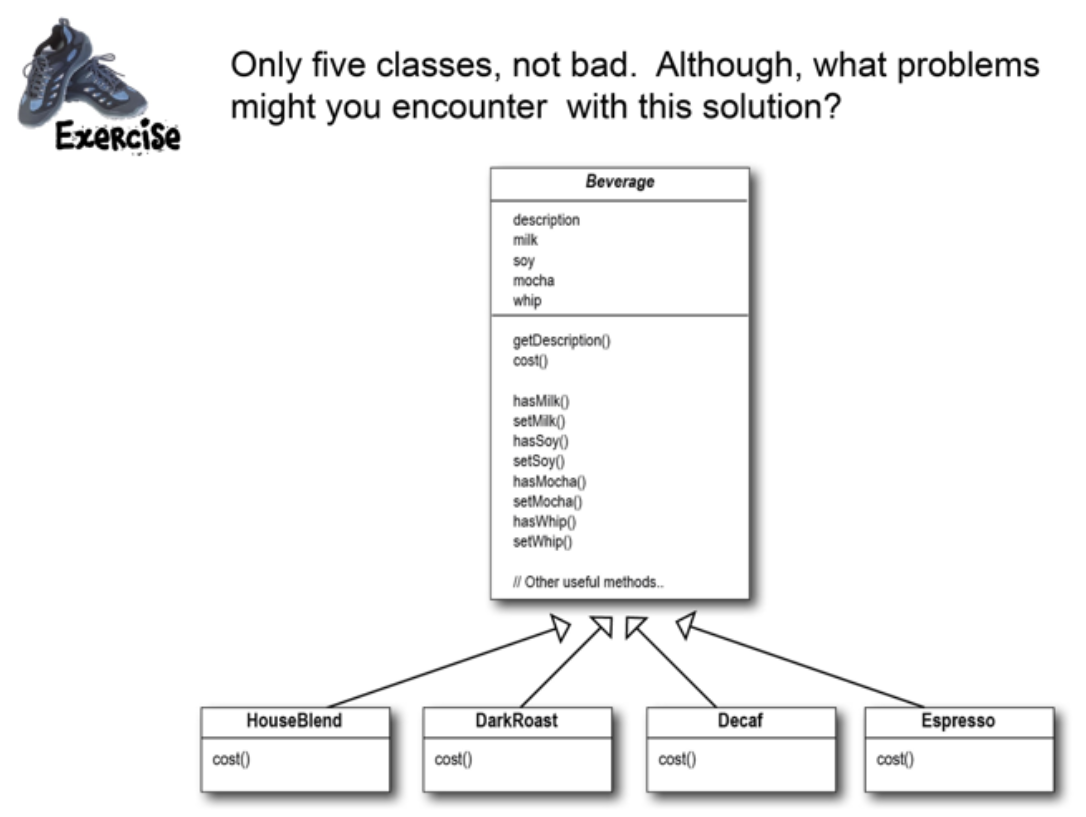 Only five classes, not bad. Although, what problems
might you encounter with this solution?
Exercise
Beverage
description
milk
soy
mocha
whip
getDescription()
cost()
hasMilk()
setMilk()
hasSoy()
setSoy()
hasMocha()
setMocha()
hasWhip()
setWhip()
// Other useful methods..
HouseBlend
cost()
DarkRoast
cost()
Decaf
cost()
Espresso
cost()